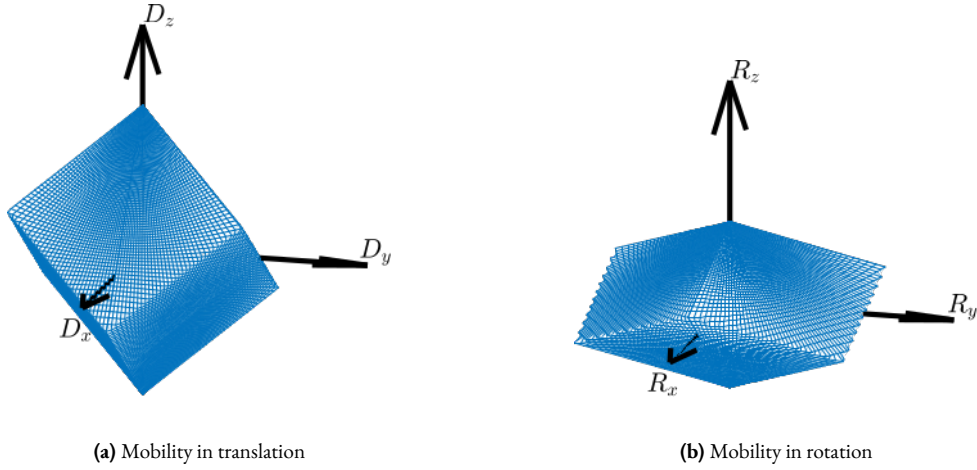 D_z
D_y
D_x
(a) Mobility in translation
R_z
R_y
R_x
(b) Mobility in rotation